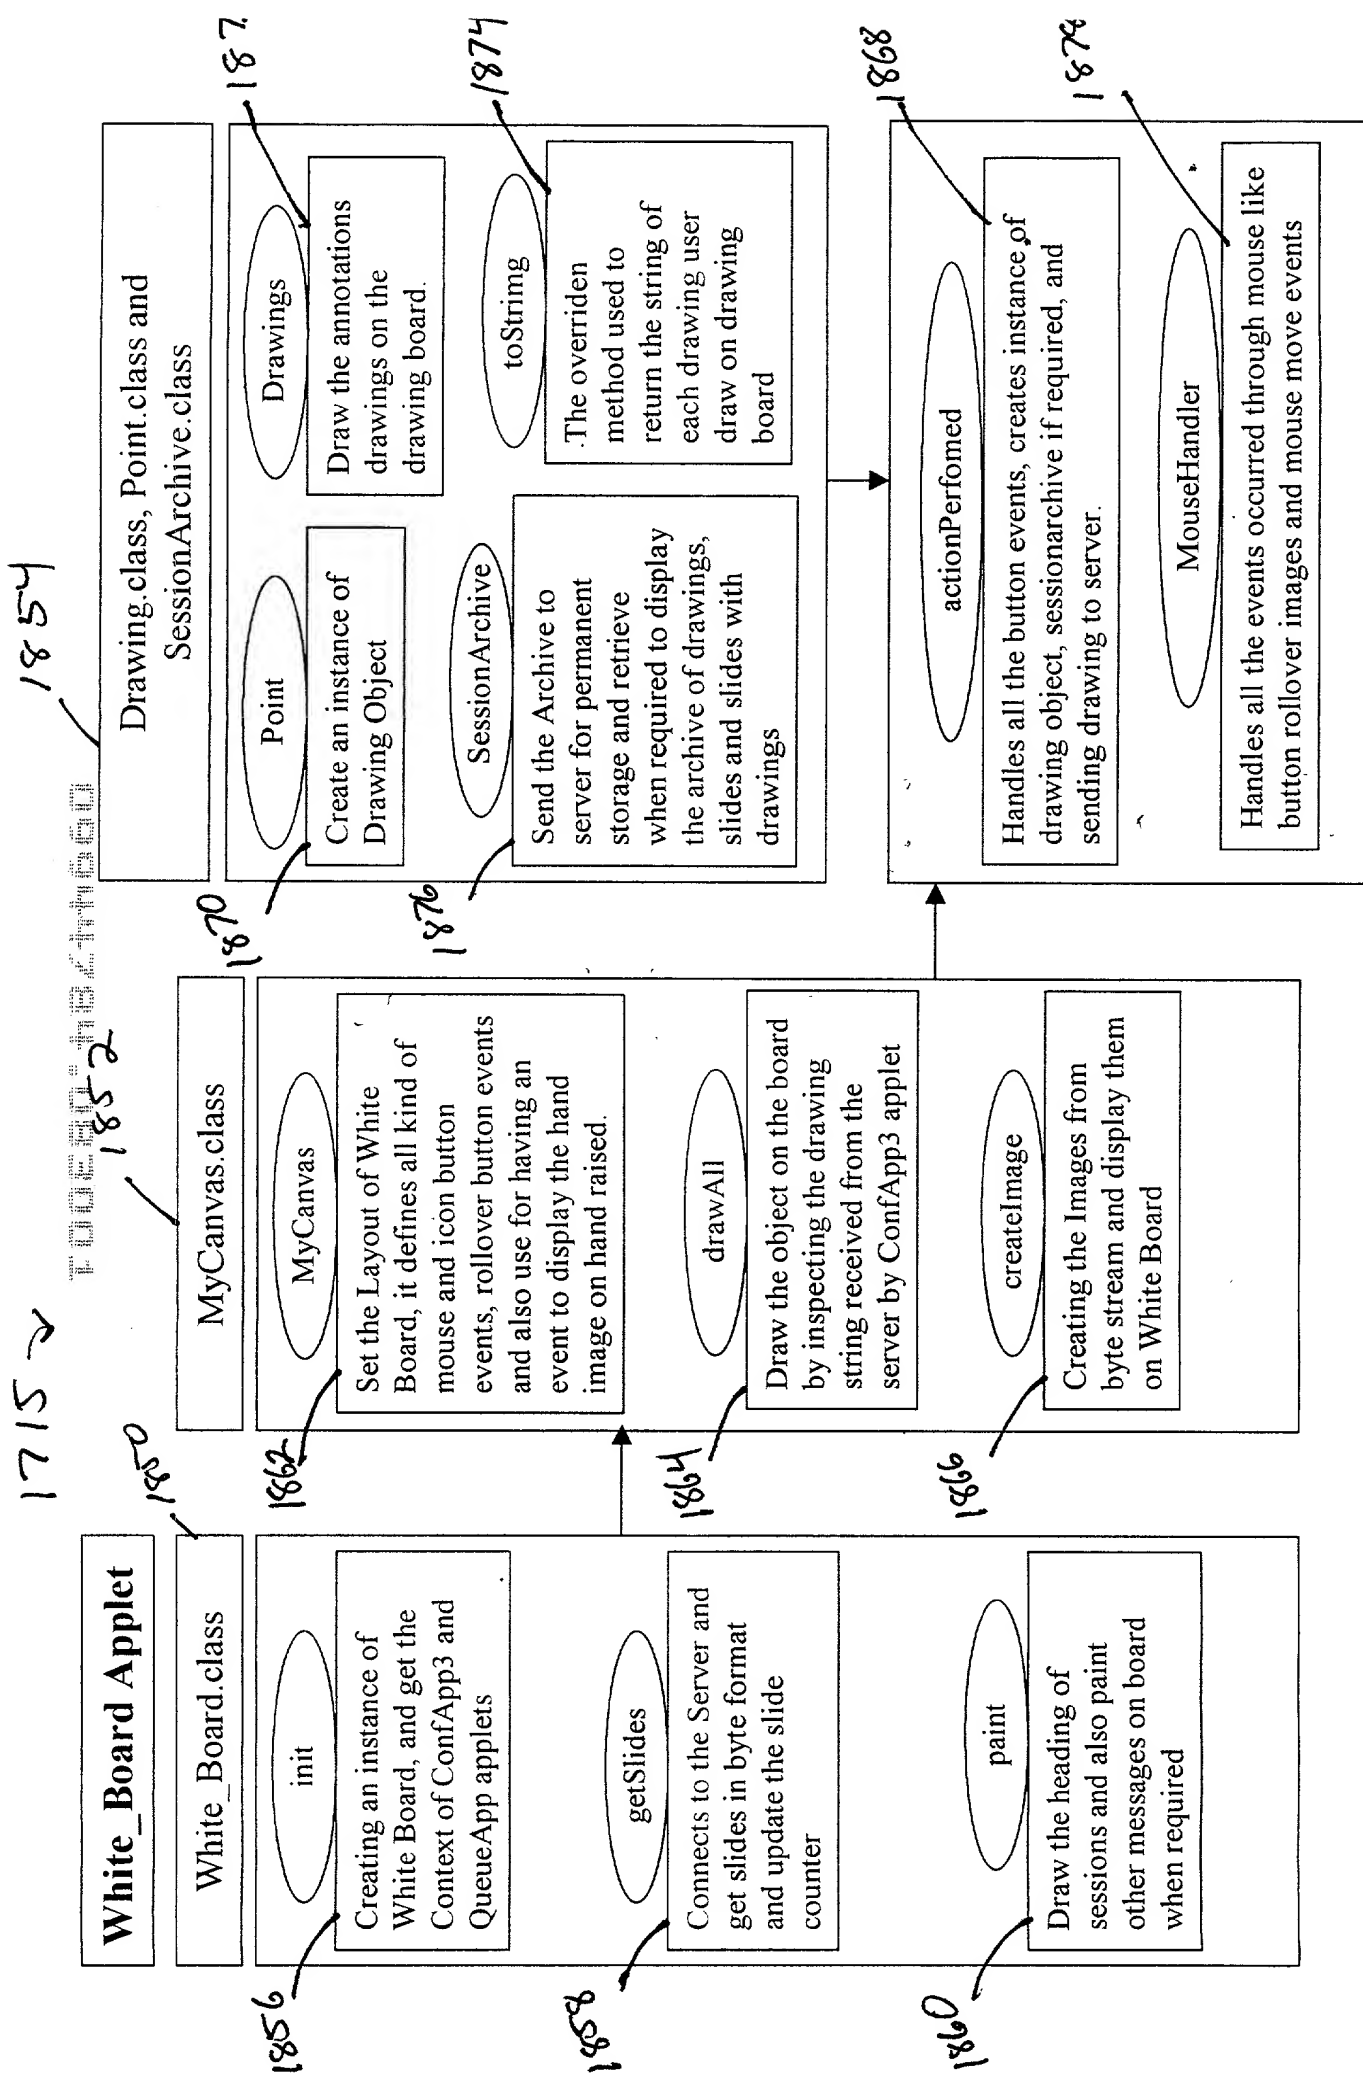 1715
White_Board Applet
1850
White_Board.class
1856
init
Creating an instance of
White Board, and get the
Context of ConfApp3 and
QueueApp applets
1858
getSlides
Connects to the Server and
get slides in byte format
and update the slide
counter
1860
paint
Draw the heading of
sessions and also paint
other messages on board
when required
1852
MyCanvas.class
1862
MyCanvas
Set the Layout of White
Board, it defines all kind of
mouse and icon button
events, rollover button events
and also use for having an
event to display the hand
image on hand raised.
1864
drawAll
Draw the object on the board
by inspecting the drawing
string received from the
server by ConfApp3 applet
1866
createImage
Creating the Images from
byte stream and display them
on White Board
1854
Drawing.class, Point.class and
SessionArchive.class
1870
Point
Create an instance of
Drawing Object
187
Drawings
Draw the annotations
drawings on the
drawing board.
1876
SessionArchive
Send the Archive to
server for permanent
storage and retrieve
when required to display
the archive of drawings,
slides and slides with
drawings
1874
toString
.The overriden
method used to
return the string of
each drawing user
draw on drawing
board
1868
actionPerfomed
Handles all the button events, creates instance of
drawing object, sessionarchive if required, and
sending drawing to server.
1878
MouseHandler
Handles all the events occurred through mouse like
button rollover images and mouse move events